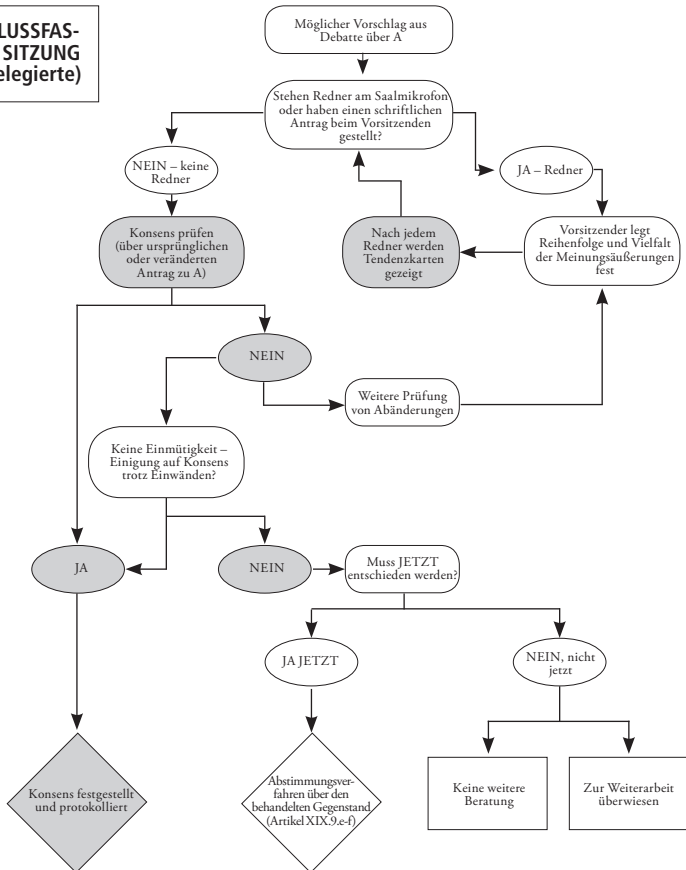 LUSSFAS-
SITZUNG
elegierte)
Möglicher Vorschlag aus
Debatte über A
Stehen Redner am Saalmikrofon
oder haben einen schriftlichen
Antrag beim Vorsitzenden
gestellt?
NEIN – keine
Redner
JA – Redner
Konsens prüfen
(über ursprünglichen
oder veränderten
Antrag zu A)
Nach jedem
Redner werden
Tendenzkarten
gezeigt
Vorsitzender legt
Reihenfolge und Vielfalt
der Meinungsäußerungen
fest
NEIN
Weitere Prüfung
von Abänderungen
Keine Einmütigkeit –
Einigung auf Konsens
trotz Einwänden?
JA
NEIN
Muss JETZT
entschieden werden?
JA JETZT
NEIN, nicht
jetzt
Konsens festgestellt
und protokolliert
Abstimmungsver-
fahren über den
behandelten Gegenstand
(Artikel XIX.9.e-f)
Keine weitere
Beratung
Zur Weiterarbeit
überwiesen